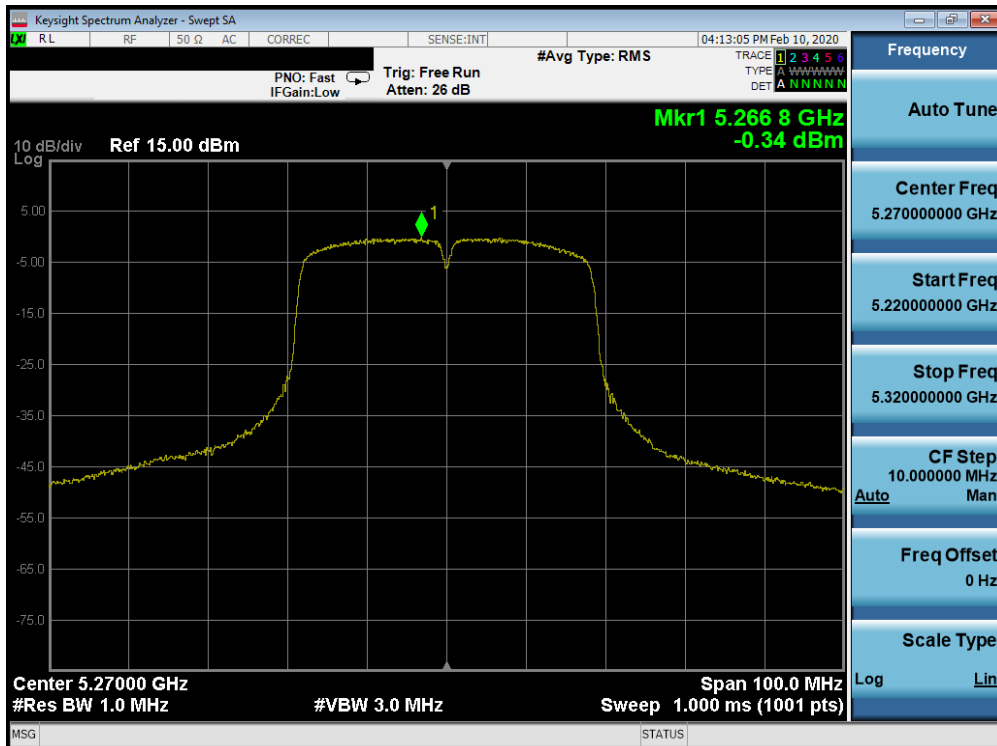 Keysight Spectrum Analyzer - Swept SA
LXI RL RF 50 Ω AC CORREC SENSE:INT 04:13:05 PM Feb 10, 2020
#Avg Type: RMS
TRACE 1 2 3 4 5 6
PNO: Fast Trig: Free Run
TYPE A WWWWW
IFGain:Low Atten: 26 dB
DET A N N N N N
Mkr1 5.266 8 GHz
-0.34 dBm
10 dB/div Ref 15.00 dBm
Log
1
5.00
-5.00
-15.0
-25.0
-35.0
-45.0
-55.0
-65.0
-75.0
Center 5.27000 GHz Span 100.0 MHz
#Res BW 1.0 MHz #VBW 3.0 MHz Sweep 1.000 ms (1001 pts)
MSG STATUS
Frequency
Auto Tune
Center Freq
5.270000000 GHz
Start Freq
5.220000000 GHz
Stop Freq
5.320000000 GHz
CF Step
10.000000 MHz
Auto Man
Freq Offset
0 Hz
Scale Type
Log Lin